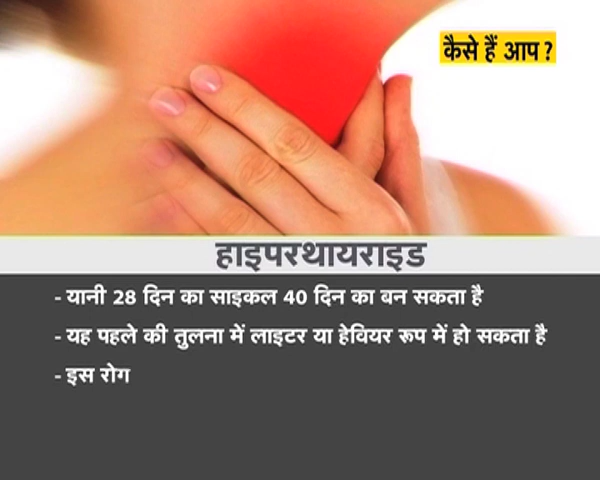 कैसे हैं आप ?
हाइपरथायराइड
- यानी 28 दिन का साइकल 40 दिन का बन सकता है
- यह पहले की तुलना में लाइटर या हेवियर रूप में हो सकता है
- इस रोग